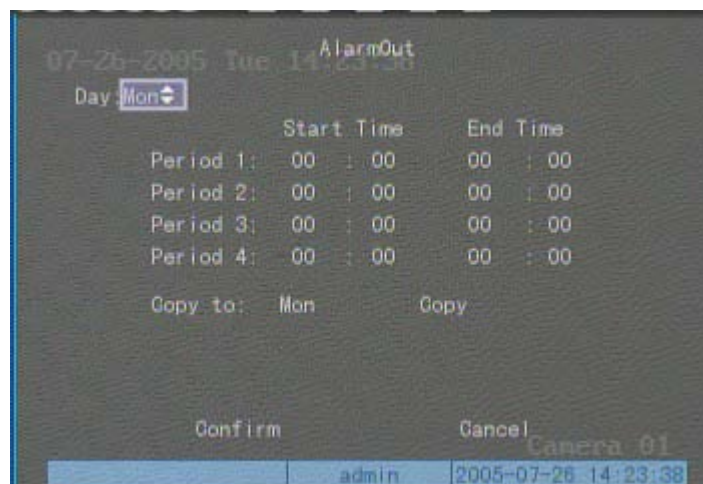 AlarmOut
07-26-2005 Tue 14:23:38
Day: Mon
Start Time End Time
Period 1: 00 : 00 00 : 00
Period 2: 00 : 00 00 : 00
Period 3: 00 : 00 00 : 00
Period 4: 00 : 00 00 : 00
Copy to: Mon Copy
Confirm Cancel
Camera 01
admin 2005-07-26 14:23:38